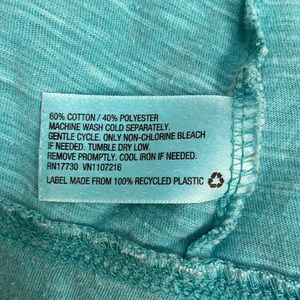 60% COTTON / 40% POLYESTER
MACHINE WASH COLD SEPARATELY.
GENTLE CYCLE. ONLY NON-CHLORINE BLEACH
IF NEEDED. TUMBLE DRY LOW.
REMOVE PROMPTLY. COOL IRON IF NEEDED.
RN17730 VN1107216
LABEL MADE FROM 100% RECYCLED PLASTIC